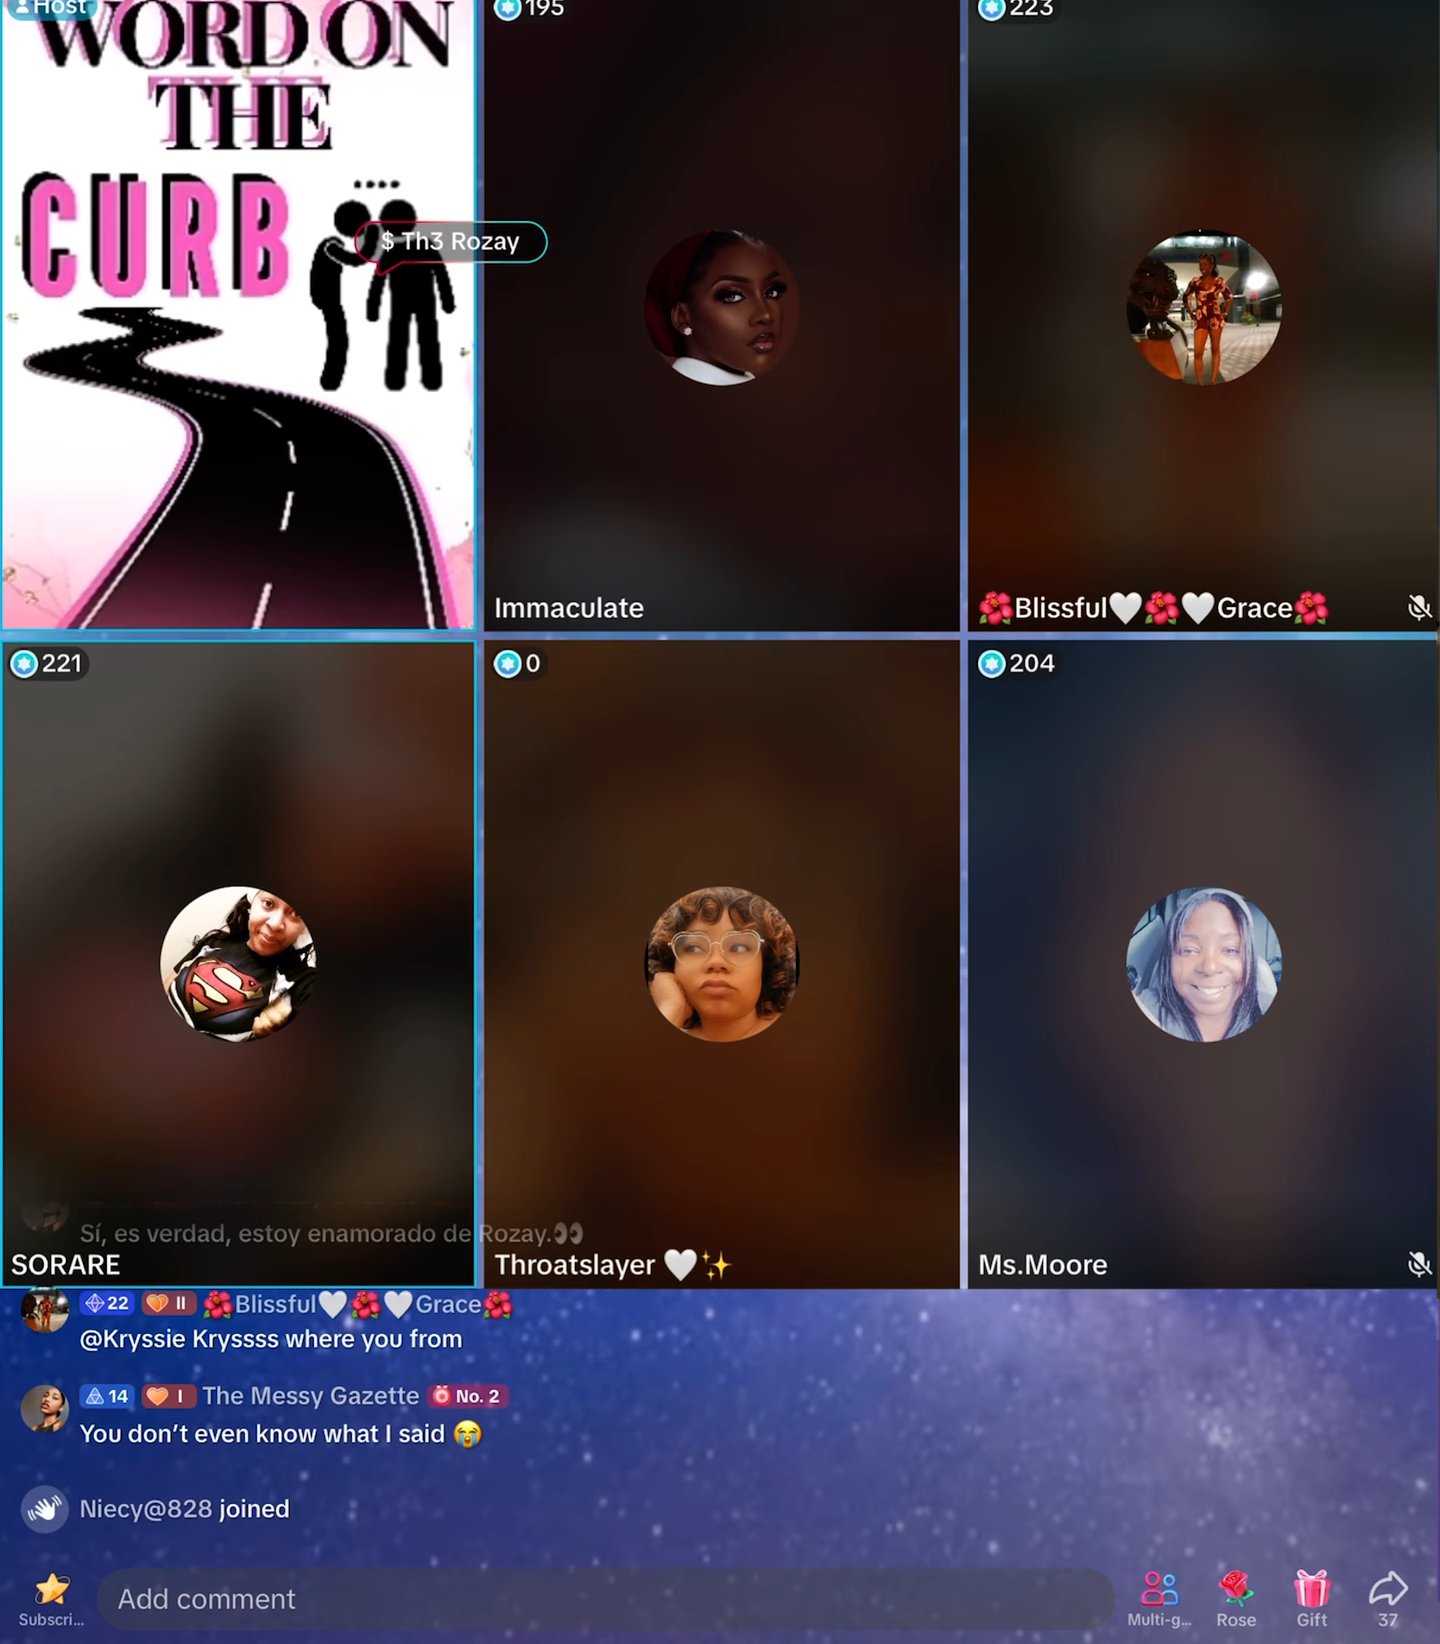 Host
WORD ON
THE
CURB
$ Th3 Rozay
195
Immaculate
223
🌺Blissful🤍🌺🤍Grace🌺
221
SORARE
0
Throatslayer 🤍✨
204
Ms.Moore
Sí, es verdad, estoy enamorado de Rozay.👀
22 II 🌺Blissful🤍🌺🤍Grace🌺
@Kryssie Kryssss where you from
14 I The Messy Gazette No. 2
You don’t even know what I said 😭
Niecy@828 joined
Subscri...
Add comment
Multi-g...
Rose
Gift
37